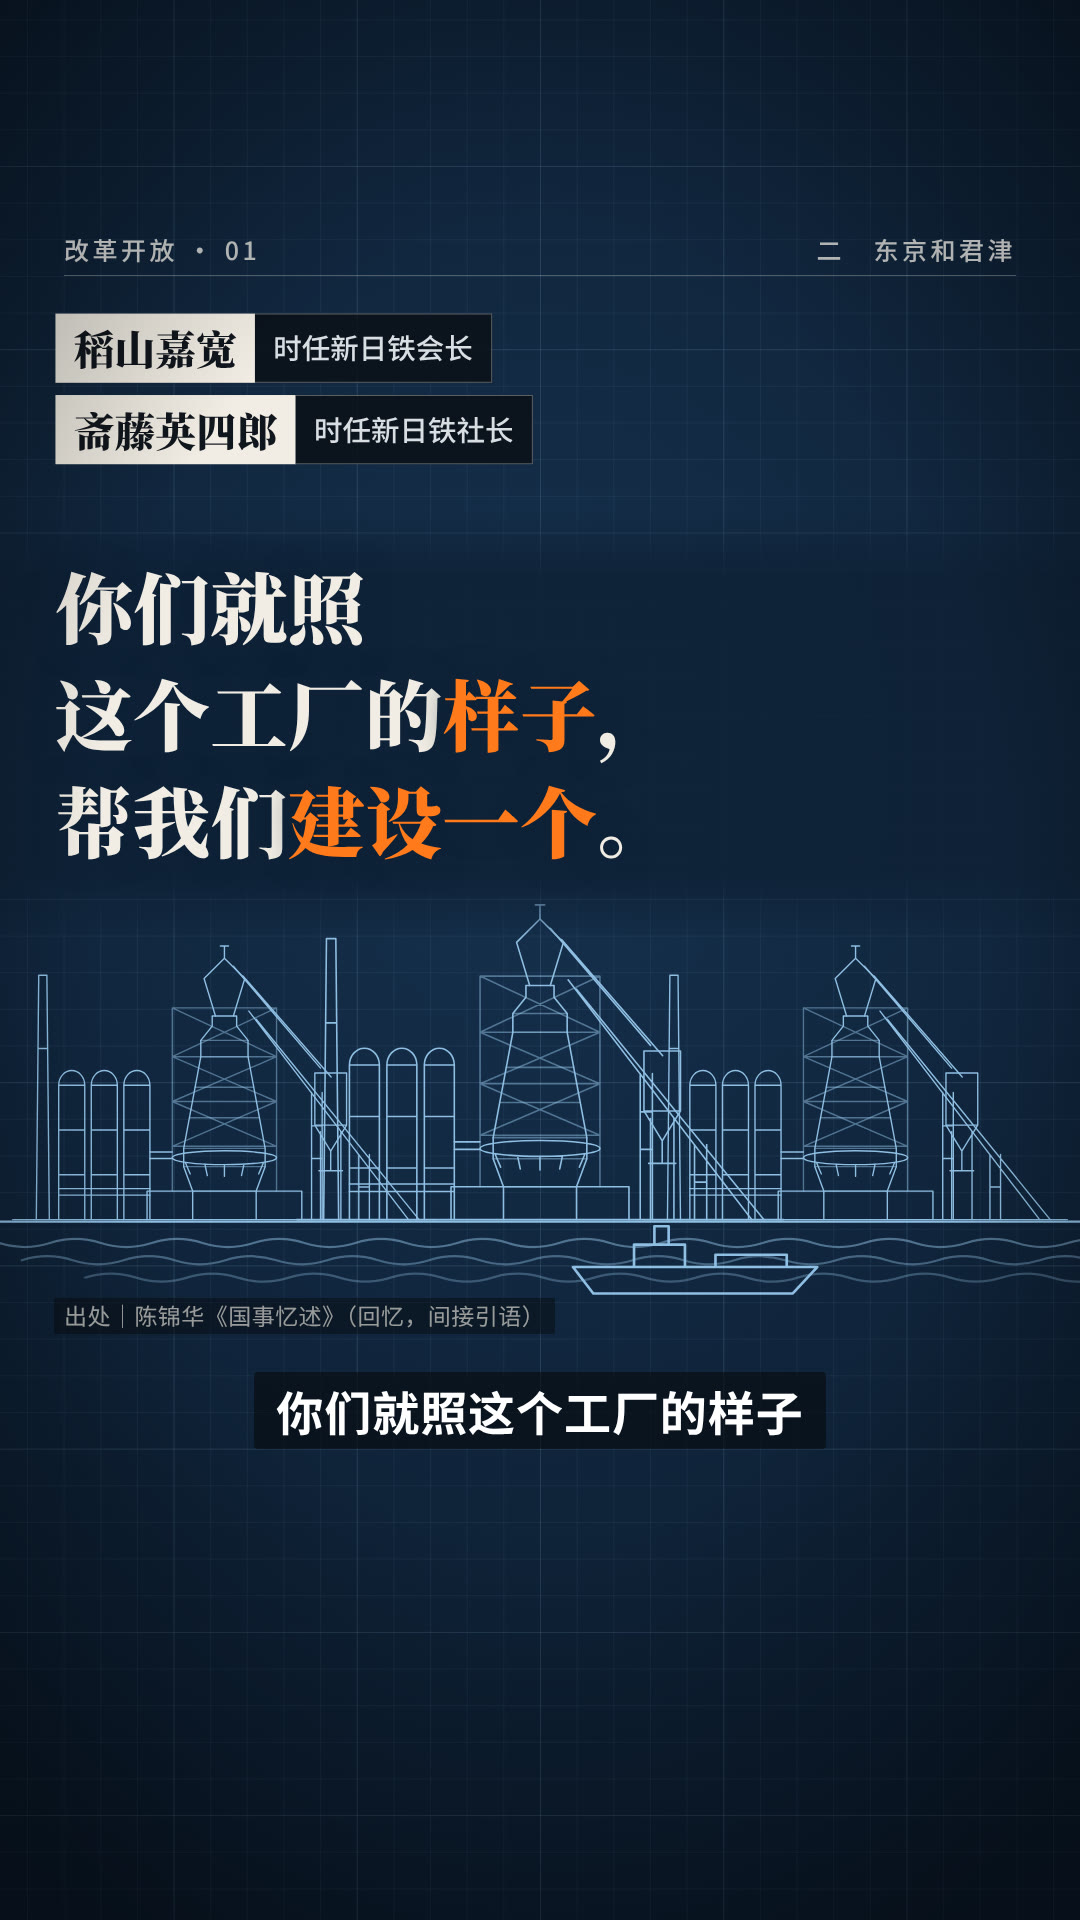 改革开放 · 01
二 东京和君津
稻山嘉宽 时任新日铁会长
斋藤英四郎 时任新日铁社长
你们就照
这个工厂的样子，
帮我们建设一个。
出处｜陈锦华《国事忆述》（回忆，间接引语）
你们就照这个工厂的样子